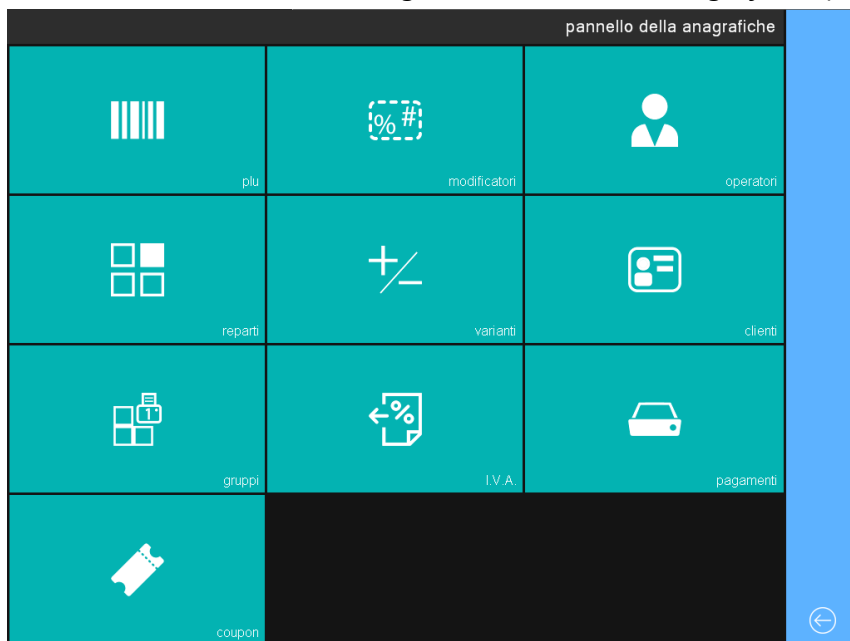 pannello della anagrafiche
plu
modificatori
operatori
reparti
varianti
clienti
gruppi
I.V.A.
pagamenti
coupon